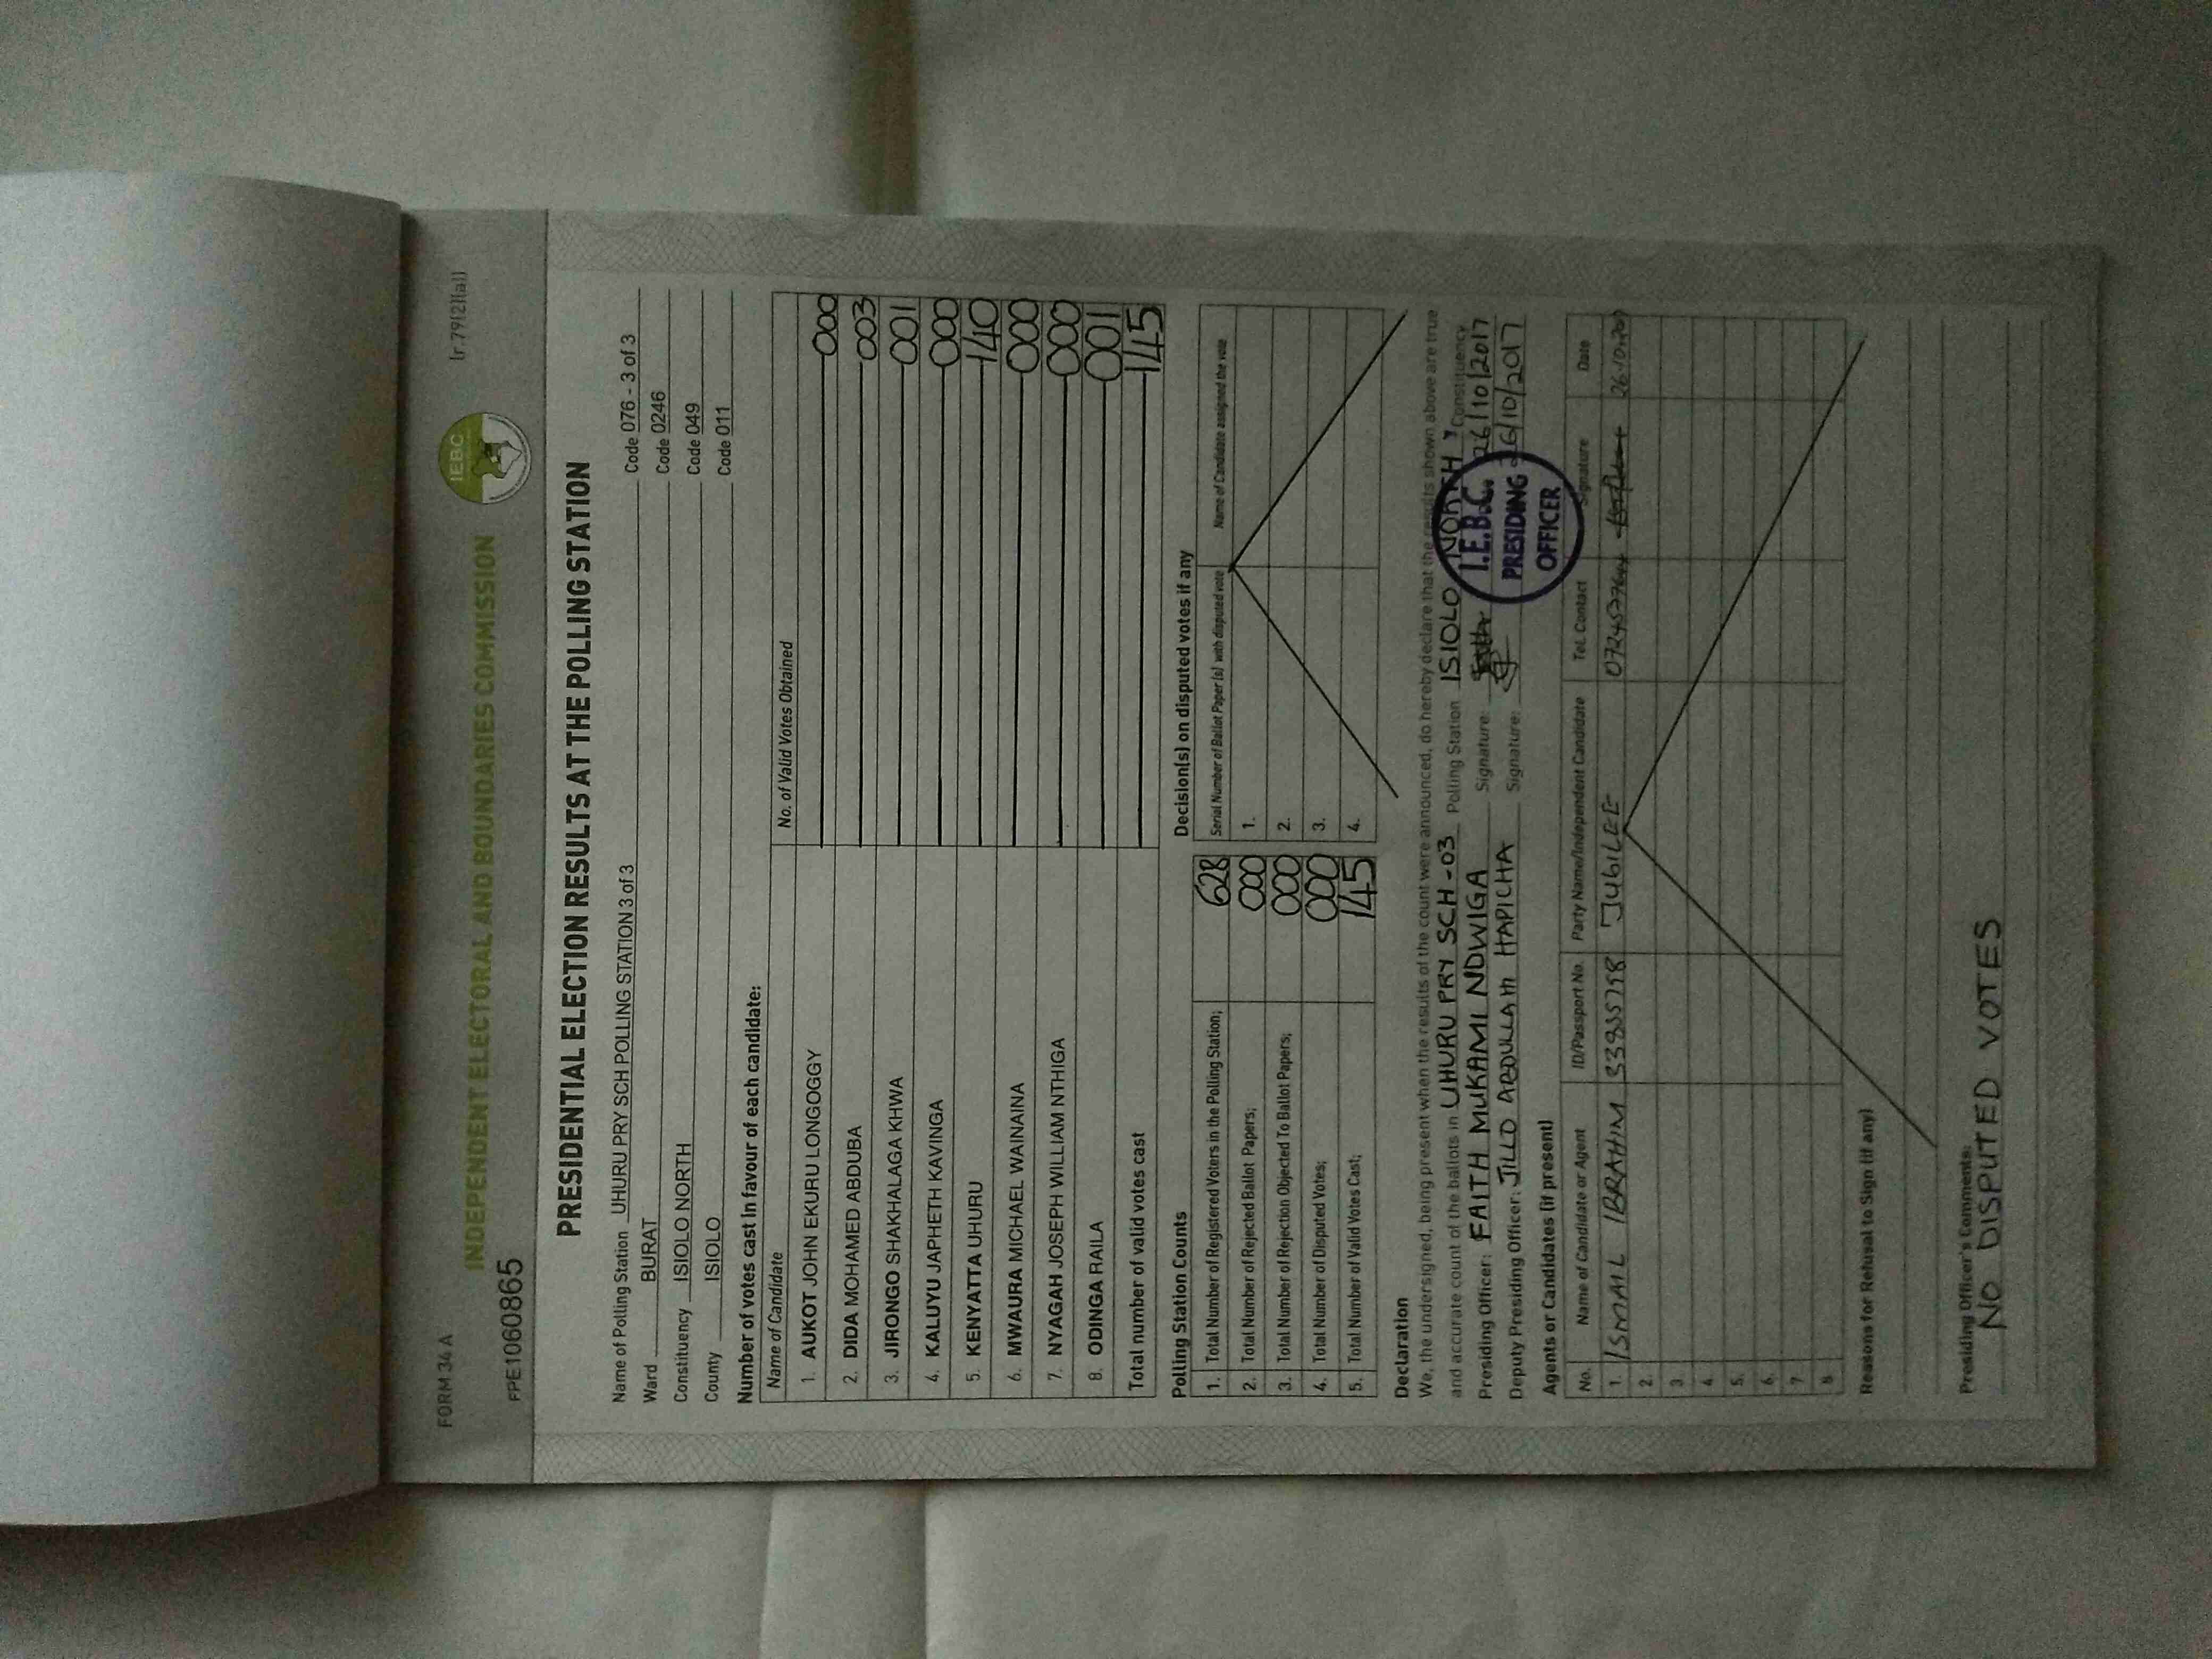 FORM 34 A
(r.79(2)(a))
INDEPENDENT ELECTORAL AND BOUNDARIES COMMISSION
IEBC
FPE1060865
PRESIDENTIAL ELECTION RESULTS AT THE POLLING STATION
Name of Polling Station UHURU PRY SCH POLLING STATION 3 of 3 Code 076 - 3 of 3
Ward BURAT Code 0246
Constituency ISIOLO NORTH Code 049
County ISIOLO Code 011
Number of votes cast in favour of each candidate:
Name of Candidate No. of Valid Votes Obtained
1. AUKOT JOHN EKURU LONGOGGY 000
2. DIDA MOHAMED ABDUBA 003
3. JIRONGO SHAKHALAGA KHWA 001
4. KALUYU JAPHETH KAVINGA 000
5. KENYATTA UHURU 140
6. MWAURA MICHAEL WAINAINA 000
7. NYAGAH JOSEPH WILLIAM NTHIGA 000
8. ODINGA RAILA 001
Total number of valid votes cast 145
Polling Station Counts
1. Total Number of Registered Voters in the Polling Station; 628
2. Total Number of Rejected Ballot Papers; 000
3. Total Number of Rejection Objected To Ballot Papers; 000
4. Total Number of Disputed Votes; 000
5. Total Number of Valid Votes Cast; 145
Decision(s) on disputed votes if any
Serial Number of Ballot Paper (s) with disputed vote Name of Candidate assigned the vote
1.
2.
3.
4.
Declaration
We, the undersigned, being present when the results of the count were announced, do hereby declare that the results shown above are true
and accurate count of the ballots in UHURU PRY SCH-03 Polling Station ISIOLO NORTH, Constituency
Presiding Officer: FAITH MUKAMI NDWIGA Signature: 26/10/2017
Deputy Presiding Officer: JILLO ABDULLAHI HAPICHA Signature: 26/10/2017
I.E.B.C.
PRESIDING
OFFICER
Agents or Candidates (if present)
No. Name of Candidate or Agent ID/Passport No. Party Name/Independent Candidate Tel. Contact Signature Date
1. ISMAIL IBRAHIM JUBILEE
2.
3.
4.
5.
6.
7.
8.
Reasons for Refusal to Sign (if any)
Presiding Officer's Comments:
NO DISPUTED VOTES